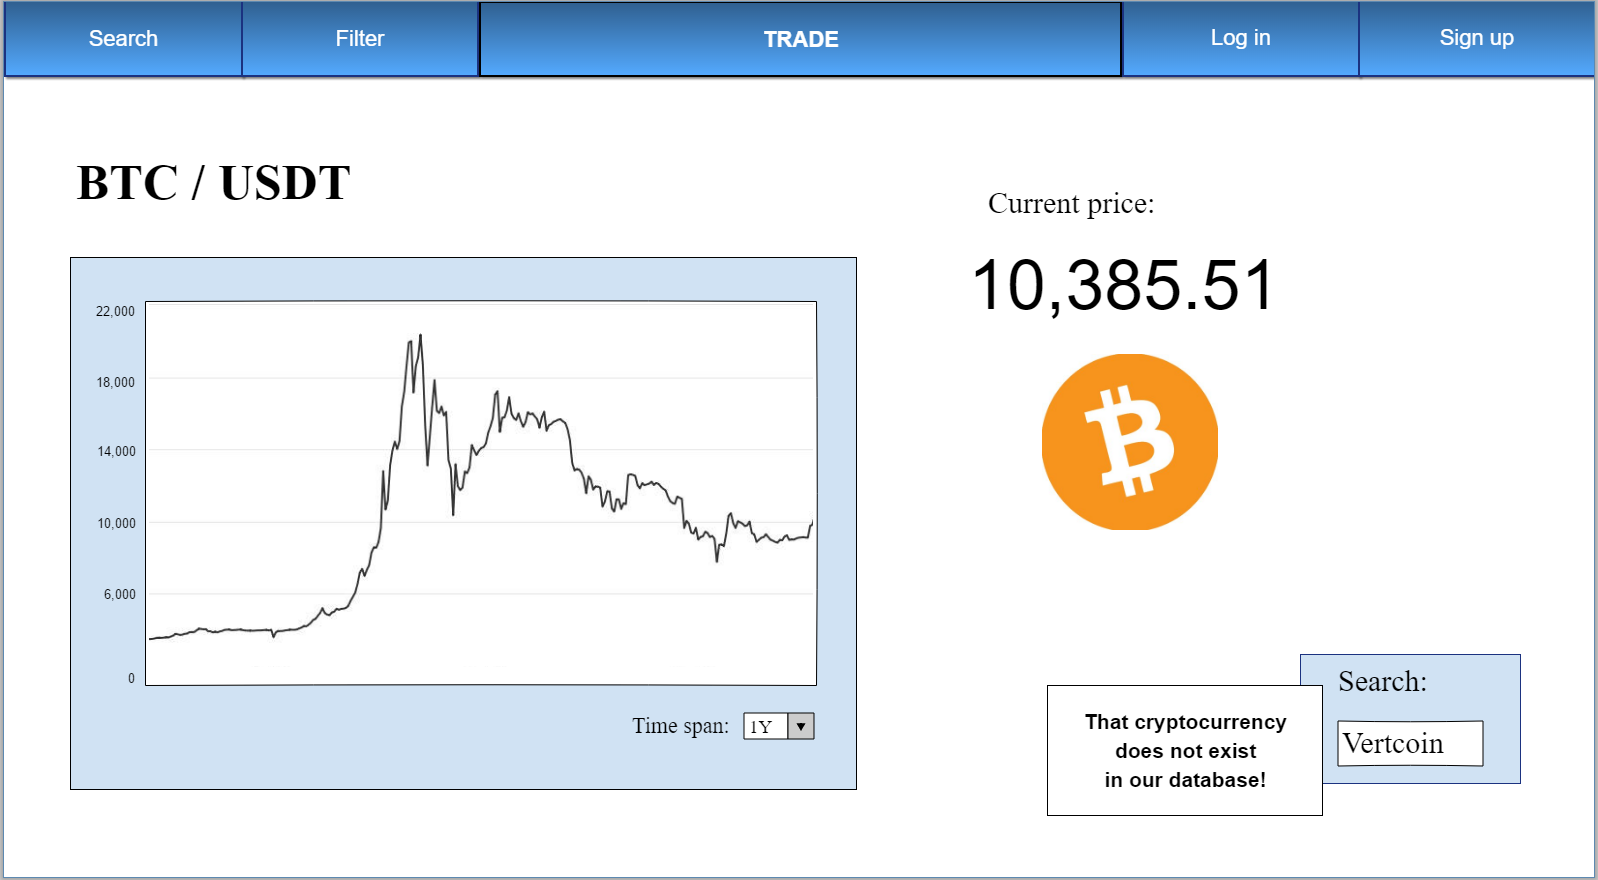 Search
Filter
TRADE
Log in
Sign up
BTC / USDT
Current price:
10,385.51
22,000
18,000
14,000
10,000
6,000
0
Time span:
1Y
Search:
Vertcoin
That cryptocurrency
does not exist
in our database!